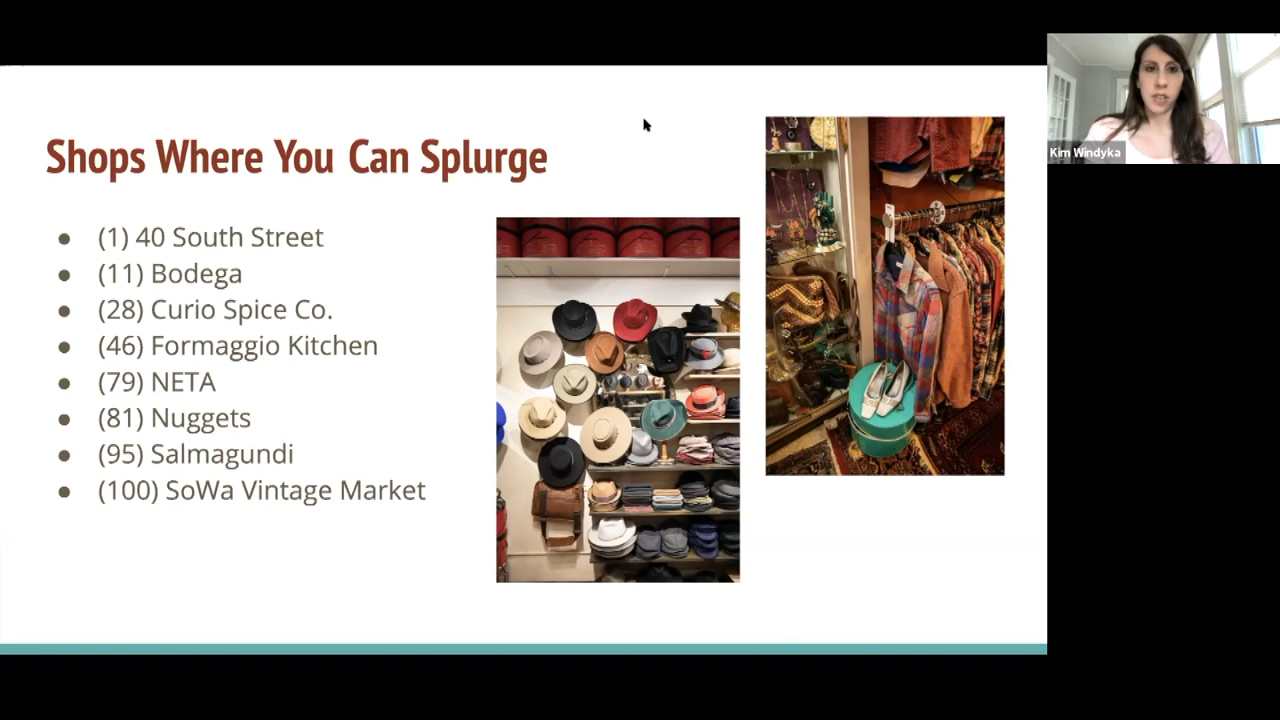 Shops Where You Can Splurge
● (1) 40 South Street
● (11) Bodega
● (28) Curio Spice Co.
● (46) Formaggio Kitchen
● (79) NETA
● (81) Nuggets
● (95) Salmagundi
● (100) SoWa Vintage Market
Kim Windyka